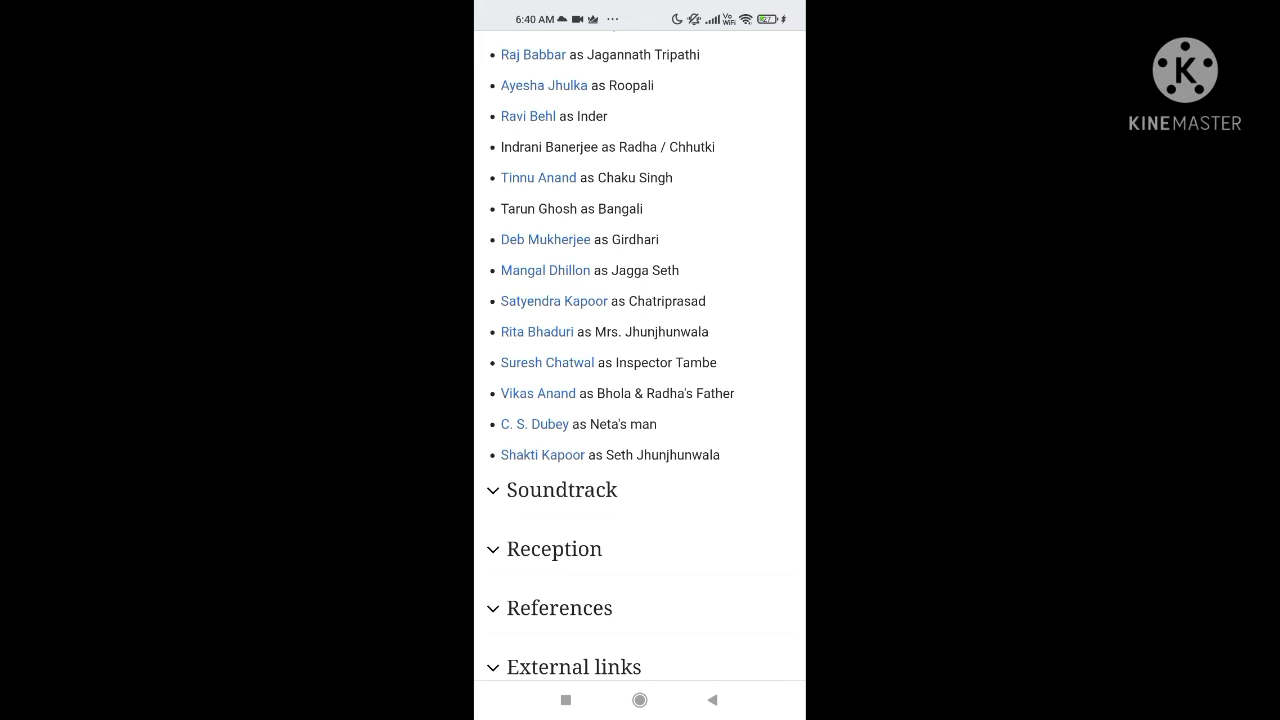 6:40 AM ...
Vo
WiFi
27
Raj Babbar as Jagannath Tripathi
Ayesha Jhulka as Roopali
Ravi Behl as Inder
Indrani Banerjee as Radha / Chhutki
Tinnu Anand as Chaku Singh
Tarun Ghosh as Bangali
Deb Mukherjee as Girdhari
Mangal Dhillon as Jagga Seth
Satyendra Kapoor as Chatriprasad
Rita Bhaduri as Mrs. Jhunjhunwala
Suresh Chatwal as Inspector Tambe
Vikas Anand as Bhola & Radha's Father
C. S. Dubey as Neta's man
Shakti Kapoor as Seth Jhunjhunwala
Soundtrack
Reception
References
External links
K
KINEMASTER